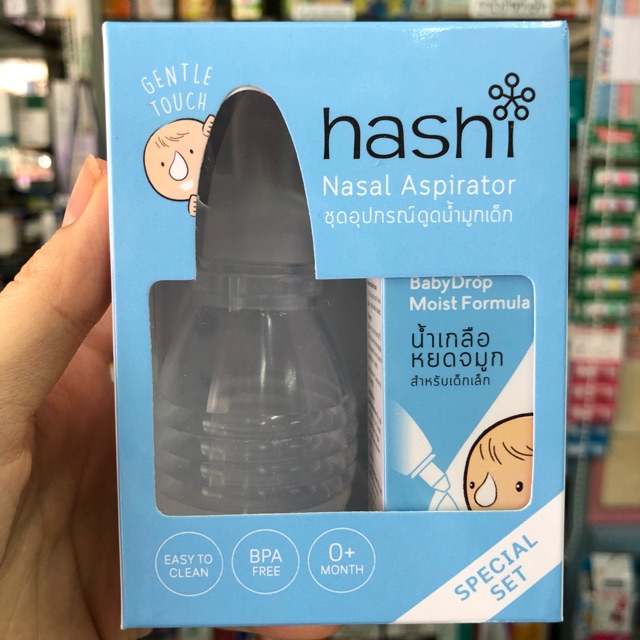 GENTLE
TOUCH
hashi
Nasal Aspirator
ชุดอุปกรณ์ดูดน้ำมูกเด็ก
BabyDrop
Moist Formula
น้ำเกลือ
หยดจมูก
สำหรับเด็กเล็ก
EASY TO
CLEAN
BPA
FREE
0+
MONTH
SPECIAL
SET